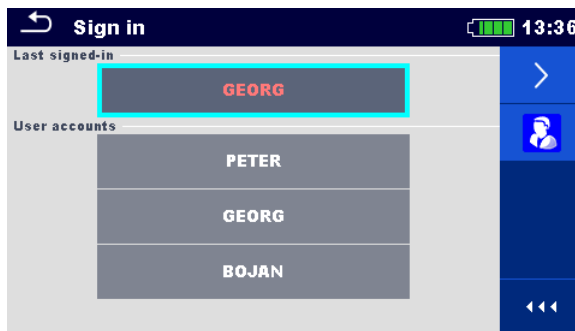 Sign in
13:36
Last signed-in
GEORG
User accounts
PETER
GEORG
BOJAN